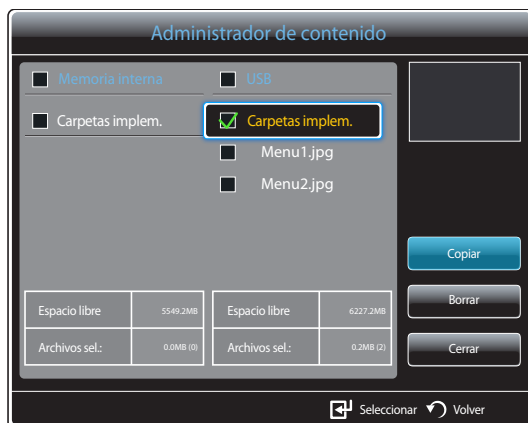 Administrador de contenido
Memoria interna
USB
Carpetas implem.
Carpetas implem.
Menu1.jpg
Menu2.jpg
Copiar
Borrar
Cerrar
Espacio libre 5549.2MB
Archivos sel.: 0.0MB (0)
Espacio libre 6227.2MB
Archivos sel.: 0.2MB (2)
Seleccionar Volver